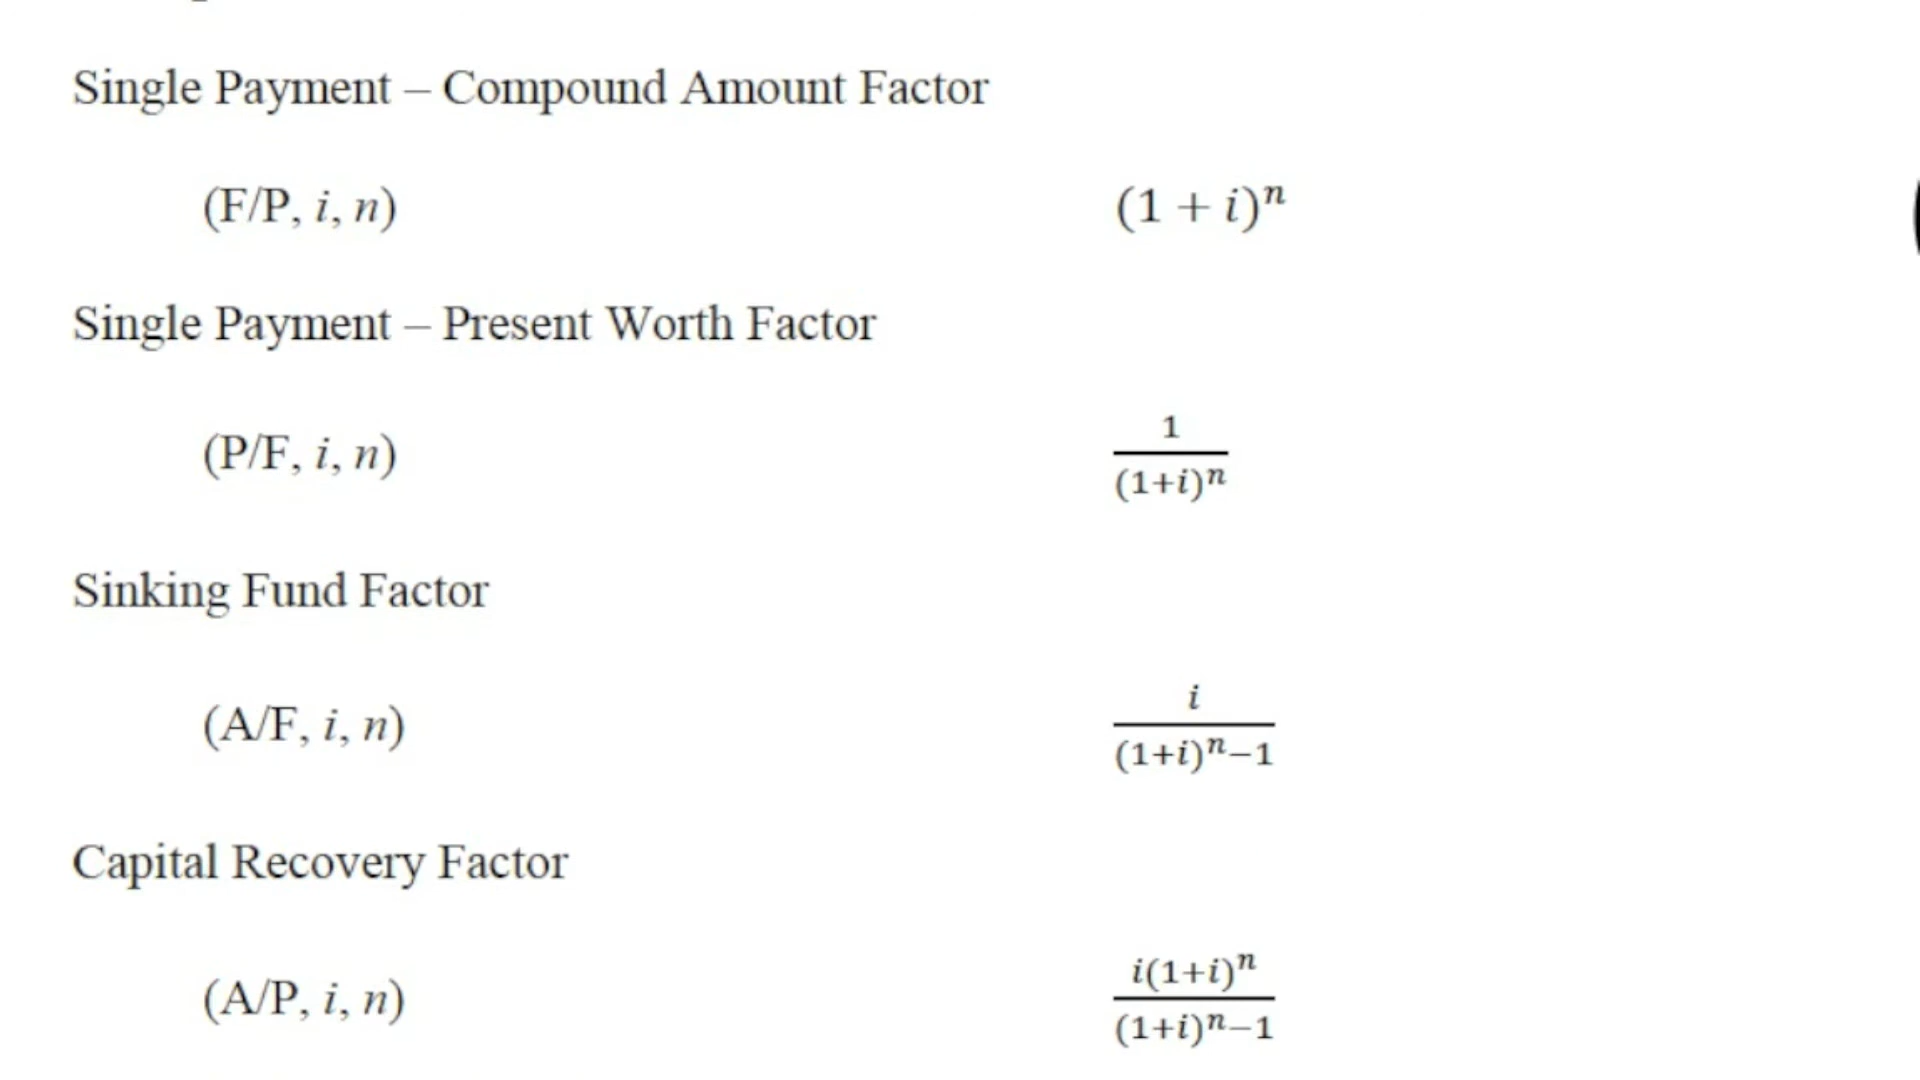 Single Payment – Compound Amount Factor
(F/P, i, n) (1 + i)ⁿ
Single Payment – Present Worth Factor
(P/F, i, n) 1/(1+i)ⁿ
Sinking Fund Factor
(A/F, i, n) i/((1+i)ⁿ−1)
Capital Recovery Factor
(A/P, i, n) i(1+i)ⁿ/((1+i)ⁿ−1)